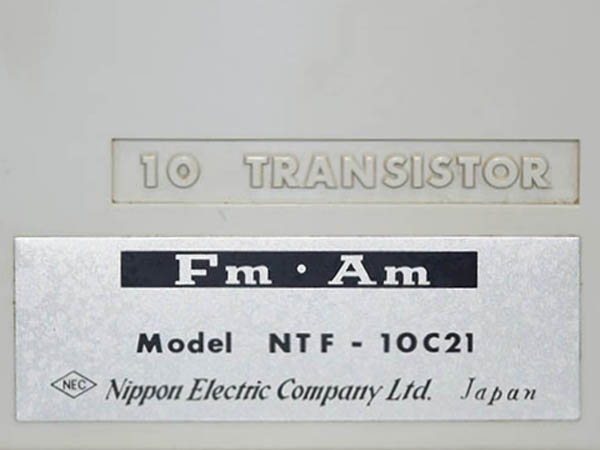 10 TRANSISTOR
Fm · Am
Model NTF - 10C21
NEC Nippon Electric Company Ltd. Japan